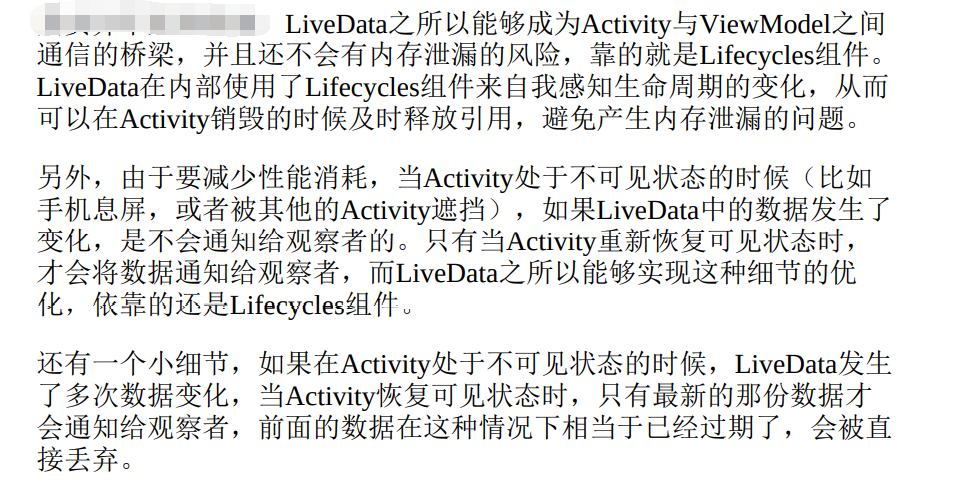 LiveData之所以能够成为Activity与ViewModel之间
通信的桥梁，并且还不会有内存泄漏的风险，靠的就是Lifecycles组件。
LiveData在内部使用了Lifecycles组件来自我感知生命周期的变化，从而
可以在Activity销毁的时候及时释放引用，避免产生内存泄漏的问题。
另外，由于要减少性能消耗，当Activity处于不可见状态的时候（比如
手机息屏，或者被其他的Activity遮挡），如果LiveData中的数据发生了
变化，是不会通知给观察者的。只有当Activity重新恢复可见状态时，
才会将数据通知给观察者，而LiveData之所以能够实现这种细节的优
化，依靠的还是Lifecycles组件。
还有一个小细节，如果在Activity处于不可见状态的时候，LiveData发生
了多次数据变化，当Activity恢复可见状态时，只有最新的那份数据才
会通知给观察者，前面的数据在这种情况下相当于已经过期了，会被直
接丢弃。